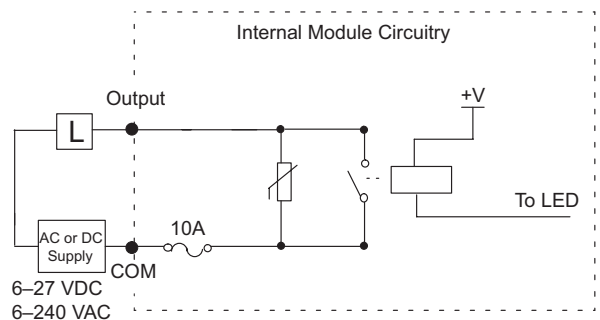 Internal Module Circuitry
Output
+V
L
To LED
10A
AC or DC
Supply
COM
6–27 VDC
6–240 VAC